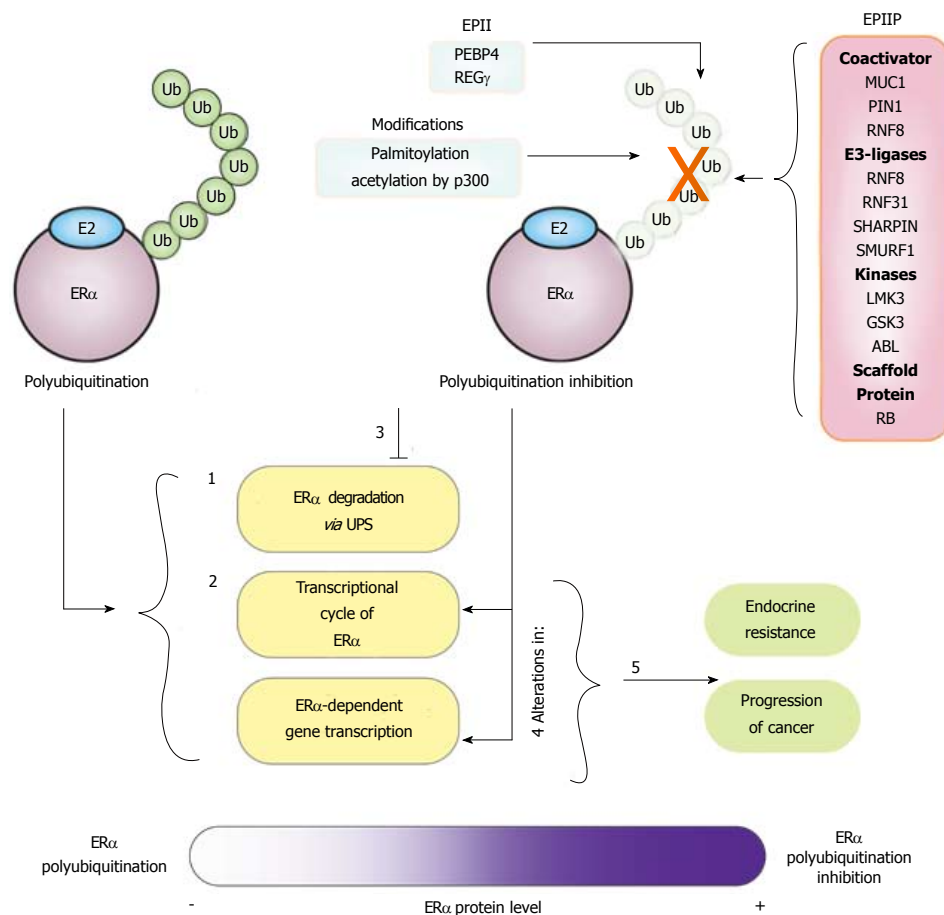 Ub
Ub
Ub
Ub
Ub
Ub
Ub
E2
ERα
Polyubiquitination
EPII
PEBP4
REGγ
Modifications
Palmitoylation
acetylation by p300
Ub
Ub
Ub
Ub
Ub
Ub
Ub
X
E2
ERα
Polyubiquitination inhibition
EPIIP
Coactivator
MUC1
PIN1
RNF8
E3-ligases
RNF8
RNF31
SHARPIN
SMURF1
Kinases
LMK3
GSK3
ABL
Scaffold
Protein
RB
3
1
ERα degradation
via UPS
2
Transcriptional
cycle of
ERα
ERα-dependent
gene transcription
4 Alterations in:
5
Endocrine
resistance
Progression
of cancer
ERα
polyubiquitination
ERα
polyubiquitination
inhibition
- ERα protein level +